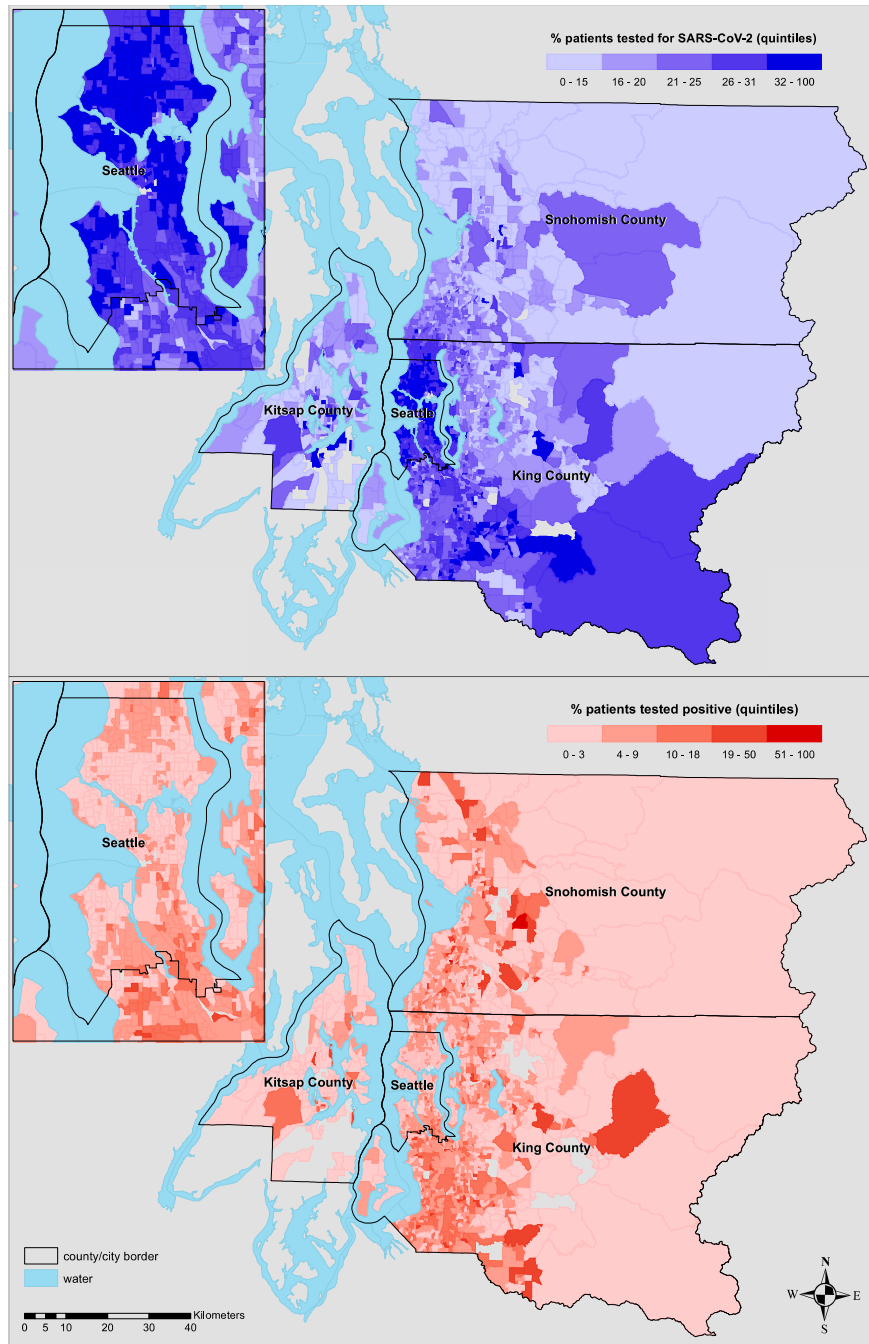 % patients tested for SARS-CoV-2 (quintiles)
0 - 15 16 - 20 21 - 25 26 - 31 32 - 100
Seattle
Snohomish County
Kitsap County
Seattle
King County
% patients tested positive (quintiles)
0 - 3 4 - 9 10 - 18 19 - 50 51 - 100
Seattle
Snohomish County
Kitsap County
Seattle
King County
county/city border
water
Kilometers
0 5 10 20 30 40
N
W E
S